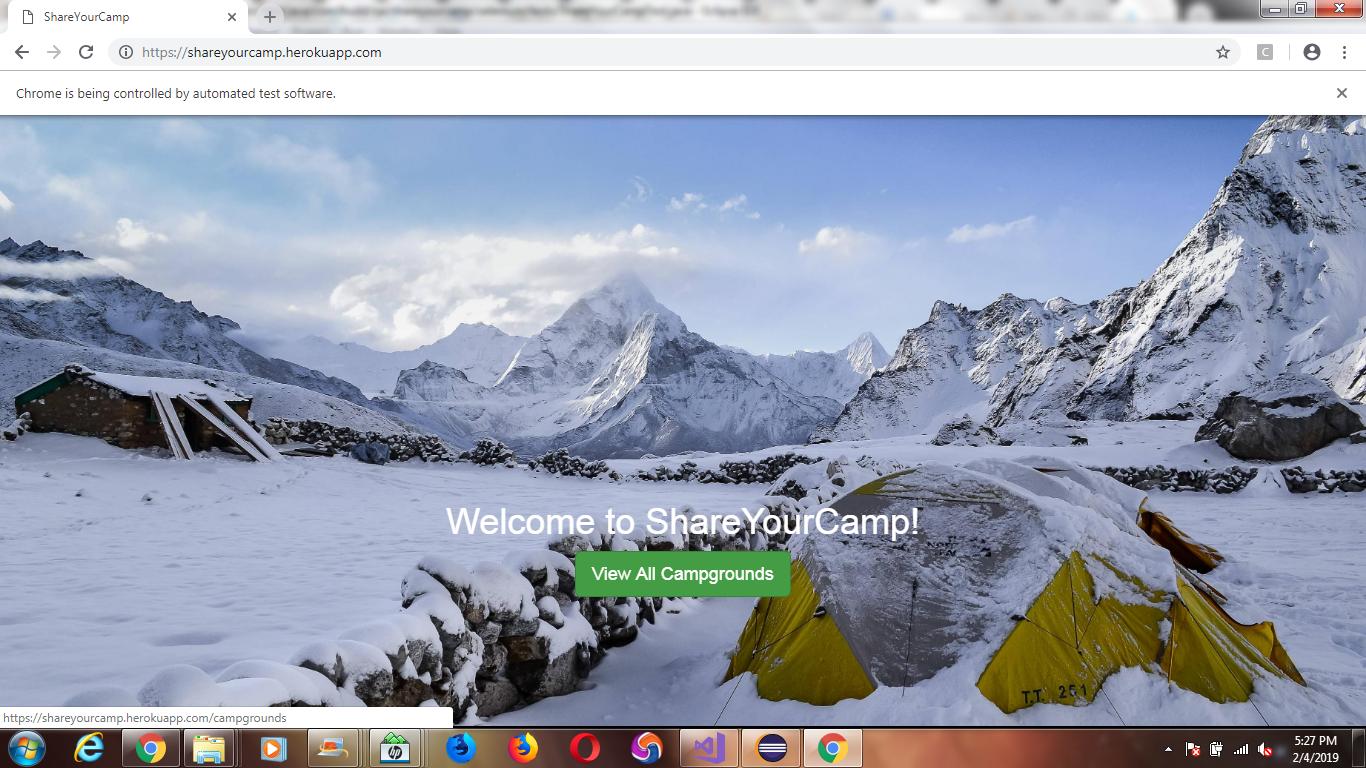 ShareYourCamp
https://shareyourcamp.herokuapp.com
C
Chrome is being controlled by automated test software.
Welcome to ShareYourCamp!
View All Campgrounds
T.T. 251
https://shareyourcamp.herokuapp.com/campgrounds
hp
5:27 PM
2/4/2019